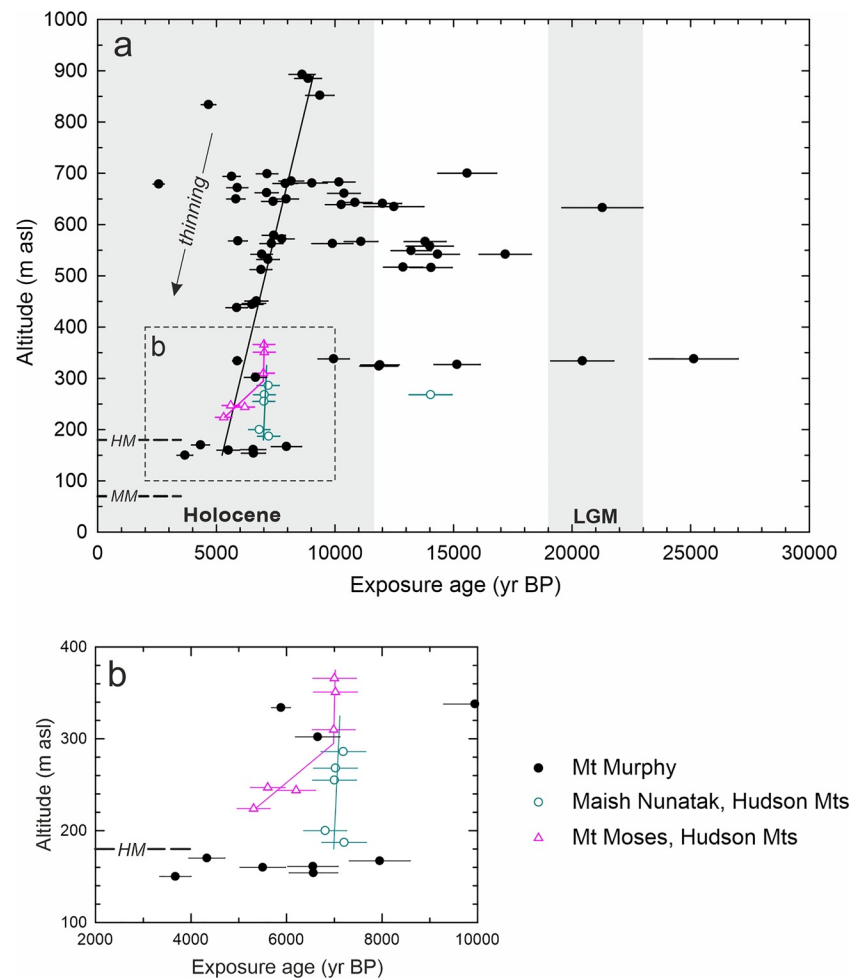 1000
900
800
700
600
500
400
300
200
100
0
Altitude (m asl)
a
thinning
b
HM
MM
Holocene
LGM
0 5000 10000 15000 20000 25000 30000
Exposure age (yr BP)
400
300
200
100
Altitude (m asl)
b
HM
2000 4000 6000 8000 10000
Exposure age (yr BP)
Mt Murphy
Maish Nunatak, Hudson Mts
Mt Moses, Hudson Mts